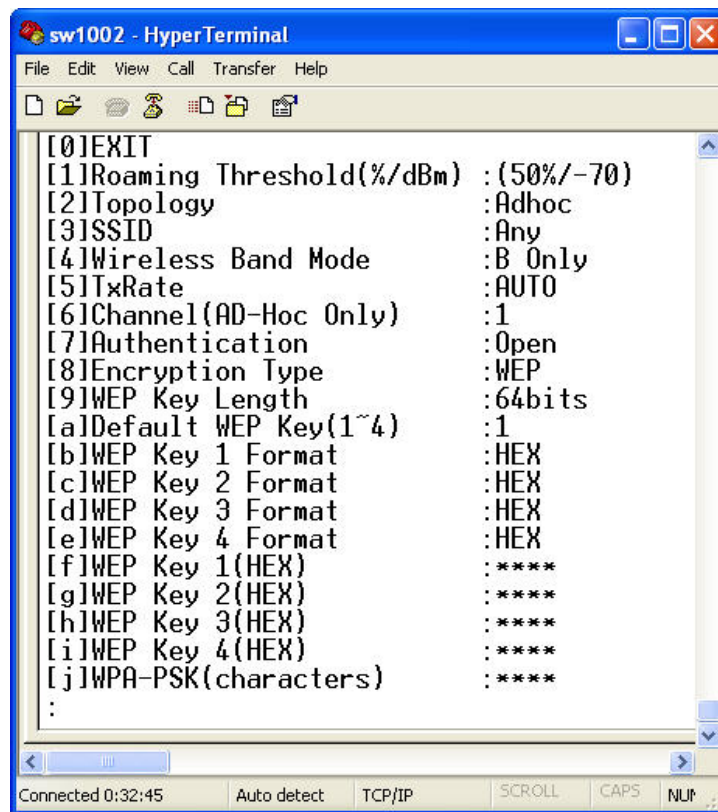 sw1002 - HyperTerminal
File Edit View Call Transfer Help
[0]EXIT
[1]Roaming Threshold(%/dBm) :(50%/-70)
[2]Topology :Adhoc
[3]SSID :Any
[4]Wireless Band Mode :B Only
[5]TxRate :AUTO
[6]Channel(AD-Hoc Only) :1
[7]Authentication :Open
[8]Encryption Type :WEP
[9]WEP Key Length :64bits
[a]Default WEP Key(1~4) :1
[b]WEP Key 1 Format :HEX
[c]WEP Key 2 Format :HEX
[d]WEP Key 3 Format :HEX
[e]WEP Key 4 Format :HEX
[f]WEP Key 1(HEX) :****
[g]WEP Key 2(HEX) :****
[h]WEP Key 3(HEX) :****
[i]WEP Key 4(HEX) :****
[j]WPA-PSK(characters) :****
:
Connected 0:32:45 Auto detect TCP/IP SCROLL CAPS NUM